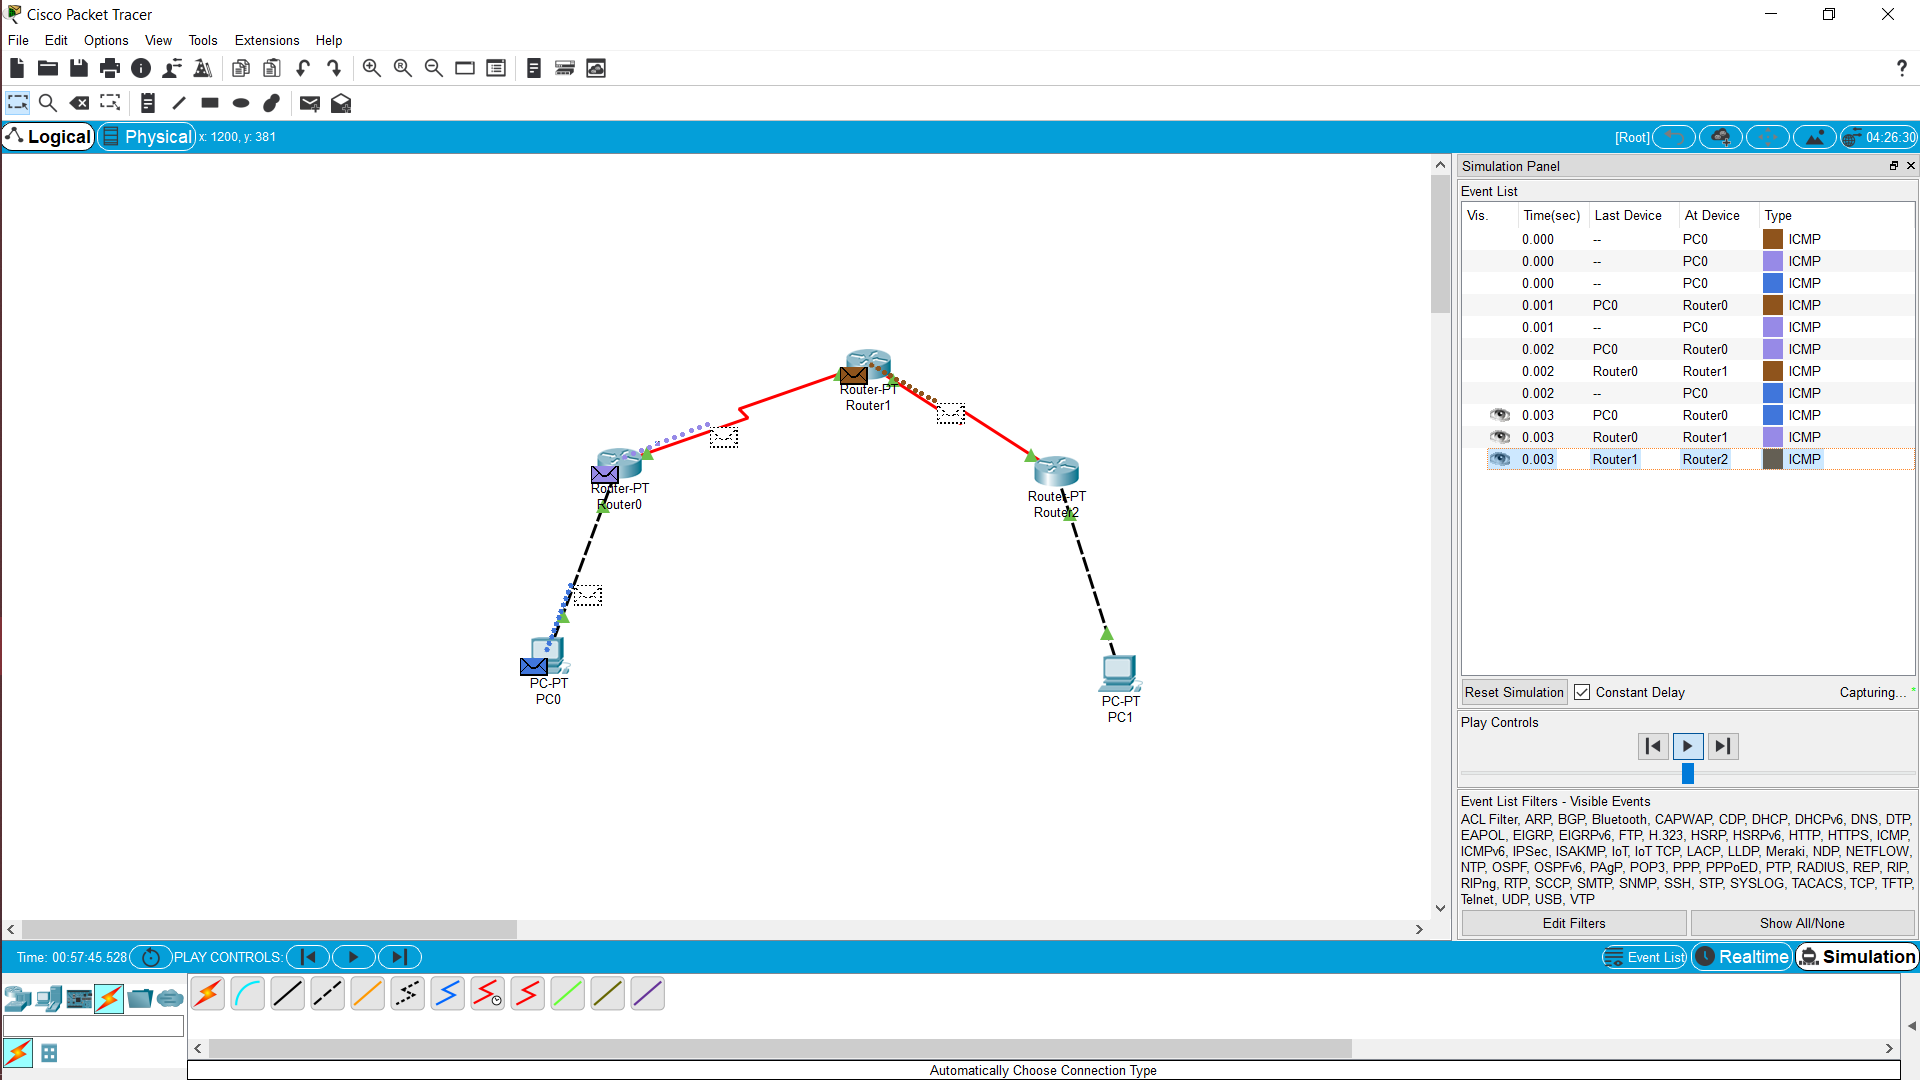 Cisco Packet Tracer
File Edit Options View Tools Extensions Help
?
Logical Physical x: 1200, y: 381 [Root] 04:26:30
Simulation Panel
Event List
Vis. Time(sec) Last Device At Device Type
0.000 -- PC0 ICMP
0.000 -- PC0 ICMP
0.000 -- PC0 ICMP
0.001 PC0 Router0 ICMP
0.001 -- PC0 ICMP
0.002 PC0 Router0 ICMP
0.002 Router0 Router1 ICMP
0.002 -- PC0 ICMP
0.003 PC0 Router0 ICMP
0.003 Router0 Router1 ICMP
0.003 Router1 Router2 ICMP
Router-PT
Router1
Router-PT
Router0
Router-PT
Router2
PC-PT
PC0
PC-PT
PC1
Reset Simulation Constant Delay Capturing...
Play Controls
Event List Filters - Visible Events
ACL Filter, ARP, BGP, Bluetooth, CAPWAP, CDP, DHCP, DHCPv6, DNS, DTP,
EAPOL, EIGRP, EIGRPv6, FTP, H.323, HSRP, HSRPv6, HTTP, HTTPS, ICMP,
ICMPv6, IPSec, ISAKMP, IoT, IoT TCP, LACP, LLDP, Meraki, NDP, NETFLOW,
NTP, OSPF, OSPFv6, PAgP, POP3, PPP, PPPoED, PTP, RADIUS, REP, RIP,
RIPng, RTP, SCCP, SMTP, SNMP, SSH, STP, SYSLOG, TACACS, TCP, TFTP,
Telnet, UDP, USB, VTP
Edit Filters Show All/None
Time: 00:57:45.528 PLAY CONTROLS: Event List Realtime Simulation
Automatically Choose Connection Type